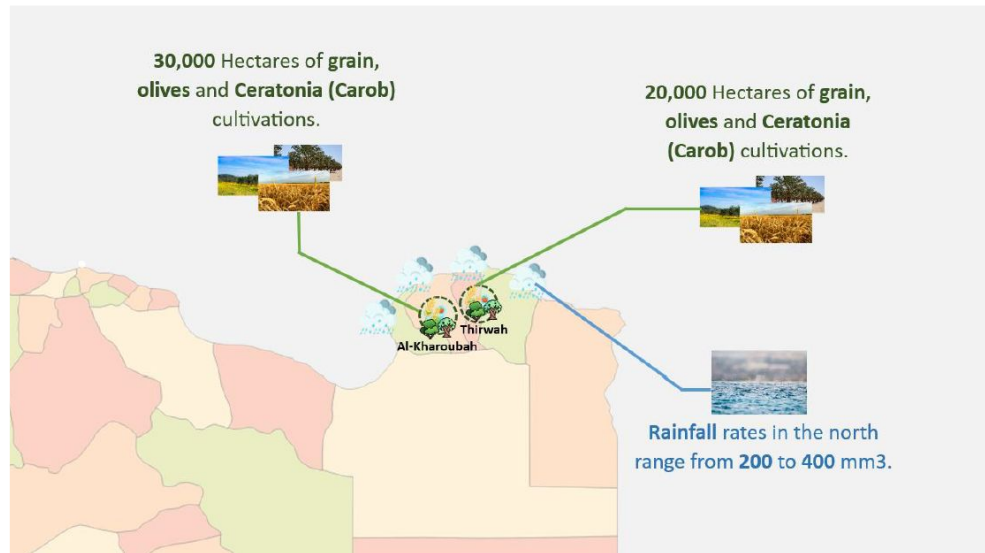 30,000 Hectares of grain,
olives and Ceratonia (Carob)
cultivations.
20,000 Hectares of grain,
olives and Ceratonia
(Carob) cultivations.
Thirwah
Al-Kharoubah
Rainfall rates in the north
range from 200 to 400 mm3.